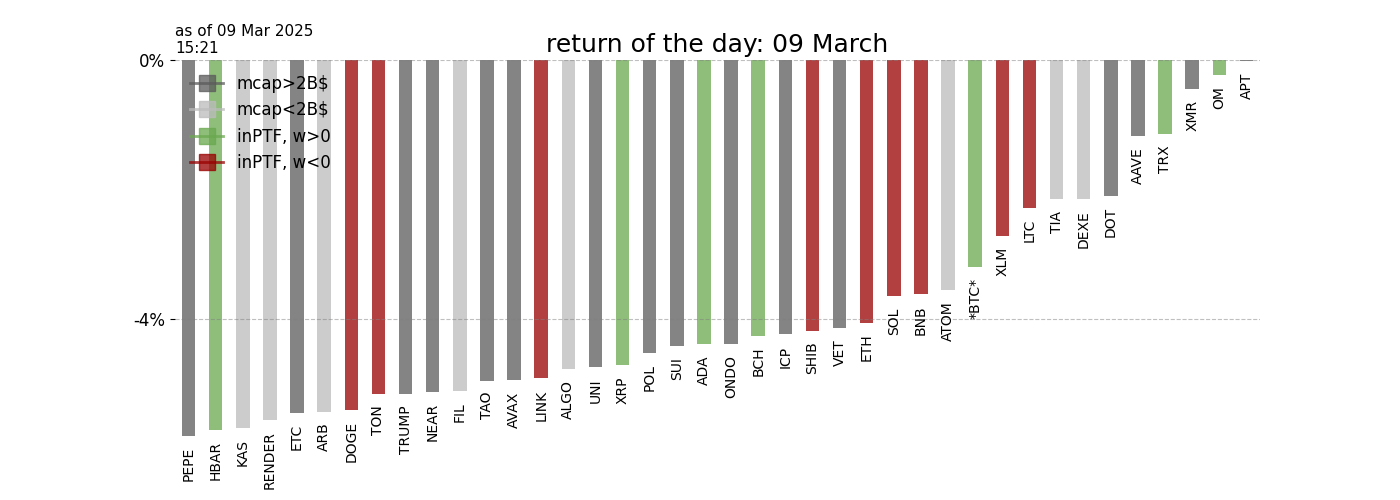 as of 09 Mar 2025
15:21
return of the day: 09 March
0%
-4%
mcap>2B$
mcap<2B$
inPTF, w>0
inPTF, w<0
PEPE
HBAR
KAS
RENDER
ETC
ARB
DOGE
TON
TRUMP
NEAR
FIL
TAO
AVAX
LINK
ALGO
UNI
XRP
POL
SUI
ADA
ONDO
BCH
ICP
SHIB
VET
ETH
SOL
BNB
ATOM
*BTC*
XLM
LTC
TIA
DEXE
DOT
AAVE
TRX
XMR
OM
APT